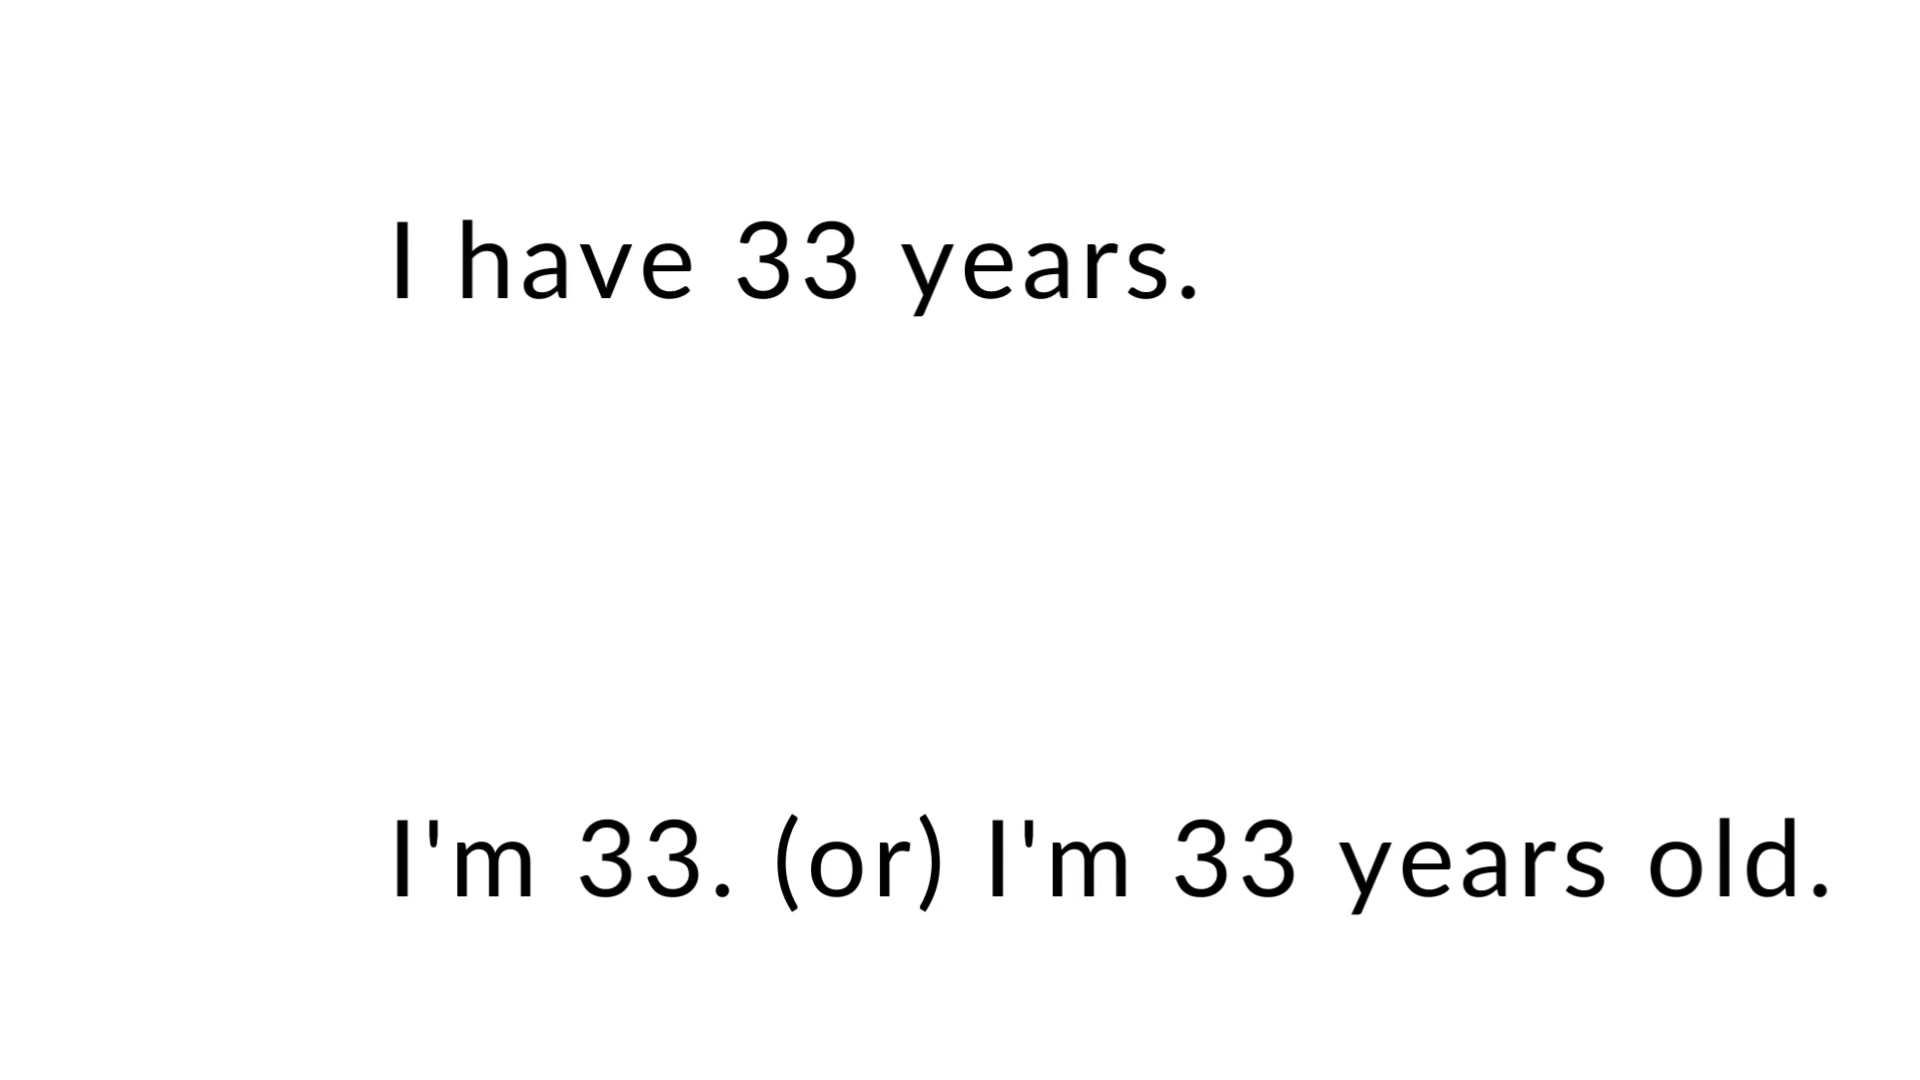 I have 33 years.
I'm 33. (or) I'm 33 years old.